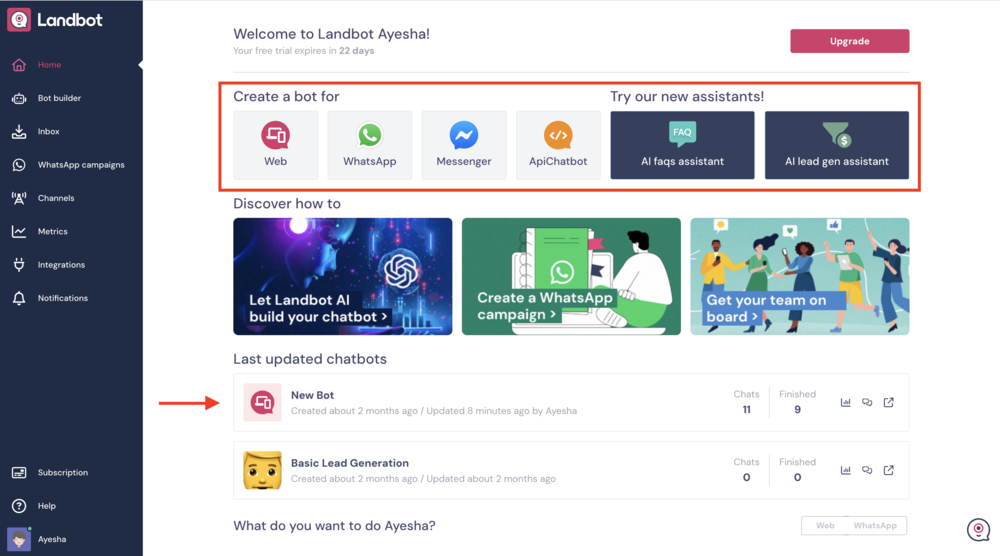 Landbot
Home
Bot builder
Inbox
WhatsApp campaigns
Channels
Metrics
Integrations
Notifications
Subscription
Help
Ayesha
Welcome to Landbot Ayesha!
Your free trial expires in 22 days
Upgrade
Create a bot for
Web
WhatsApp
Messenger
ApiChatbot
Try our new assistants!
FAQ
AI faqs assistant
$
AI lead gen assistant
Discover how to
Let Landbot AI
build your chatbot >
Create a WhatsApp
campaign >
Get your team on
board >
Last updated chatbots
New Bot
Created about 2 months ago / Updated 8 minutes ago by Ayesha
Chats
11
Finished
9
Basic Lead Generation
Created about 2 months ago / Updated about 2 months ago
Chats
0
Finished
0
What do you want to do Ayesha?
Web
WhatsApp